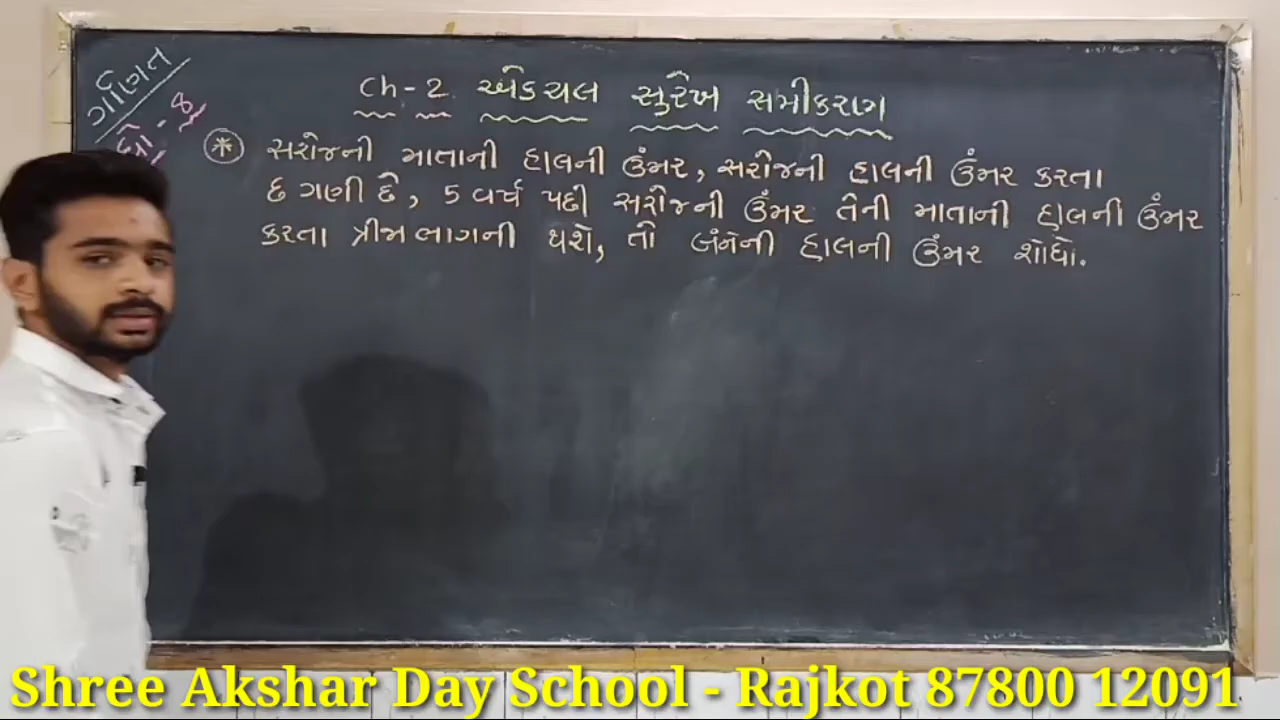 ગણિત
ધો - 8
Ch - 2 એકચલ સુરેખ સમીકરણ
* સરોજની માતાની હાલની ઉંમર, સરોજની હાલની ઉંમર કરતા
6 ગણી છે, 5 વર્ષ પછી સરોજની ઉંમર તેની માતાની હાલની ઉંમર
કરતા ત્રીજાભાગની થશે, તો બંનેની હાલની ઉંમર શોધો.
Shree Akshar Day School - Rajkot 87800 12091